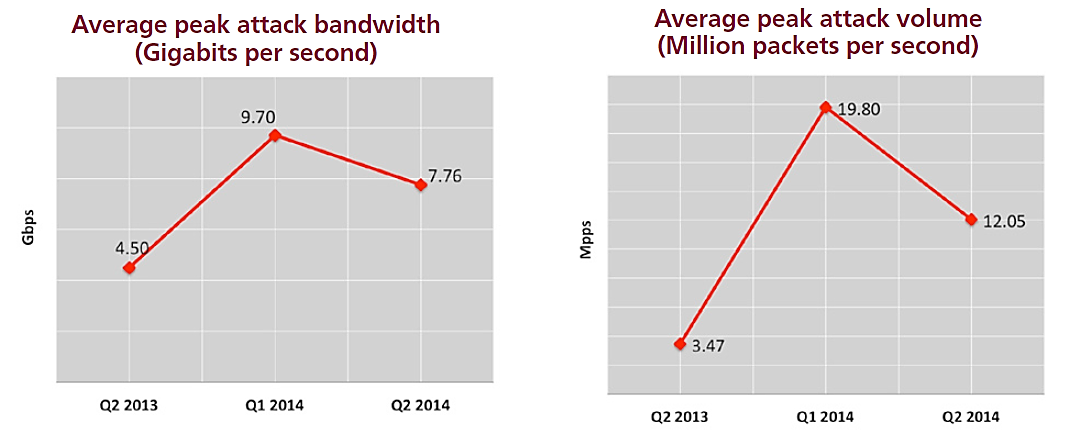 Average peak attack bandwidth
(Gigabits per second)
9.70
7.76
4.50
Gbps
Q2 2013
Q1 2014
Q2 2014
Average peak attack volume
(Million packets per second)
19.80
12.05
3.47
Mpps
Q2 2013
Q1 2014
Q2 2014